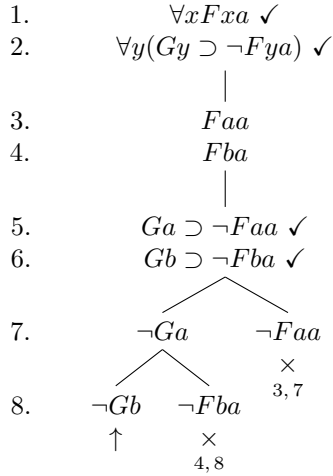 1. ∀xFxa ✓
2. ∀y(Gy ⊃ ¬Fya) ✓
3. Faa
4. Fba
5. Ga ⊃ ¬Faa ✓
6. Gb ⊃ ¬Fba ✓
7. ¬Ga ¬Faa
×
3, 7
8. ¬Gb ¬Fba
↑ ×
4, 8